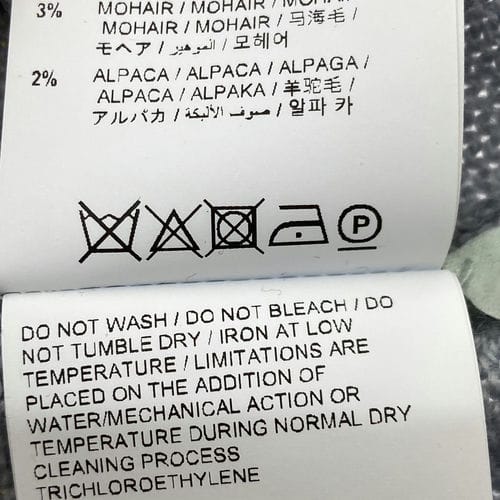 3% MOHAIR / MOHAIR / MOHAI
MOHAIR / MOHAIR / 马海毛 /
モヘア / الموهير / 모헤어
2% ALPACA / ALPACA / ALPAGA /
ALPACA / ALPAKA / 羊驼毛 /
アルパカ / صوف الألبكة / 알파 카
P
DO NOT WASH / DO NOT BLEACH / DO
NOT TUMBLE DRY / IRON AT LOW
TEMPERATURE / LIMITATIONS ARE
PLACED ON THE ADDITION OF
WATER/MECHANICAL ACTION OR
TEMPERATURE DURING NORMAL DRY
CLEANING PROCESS
TRICHLOROETHYLENE